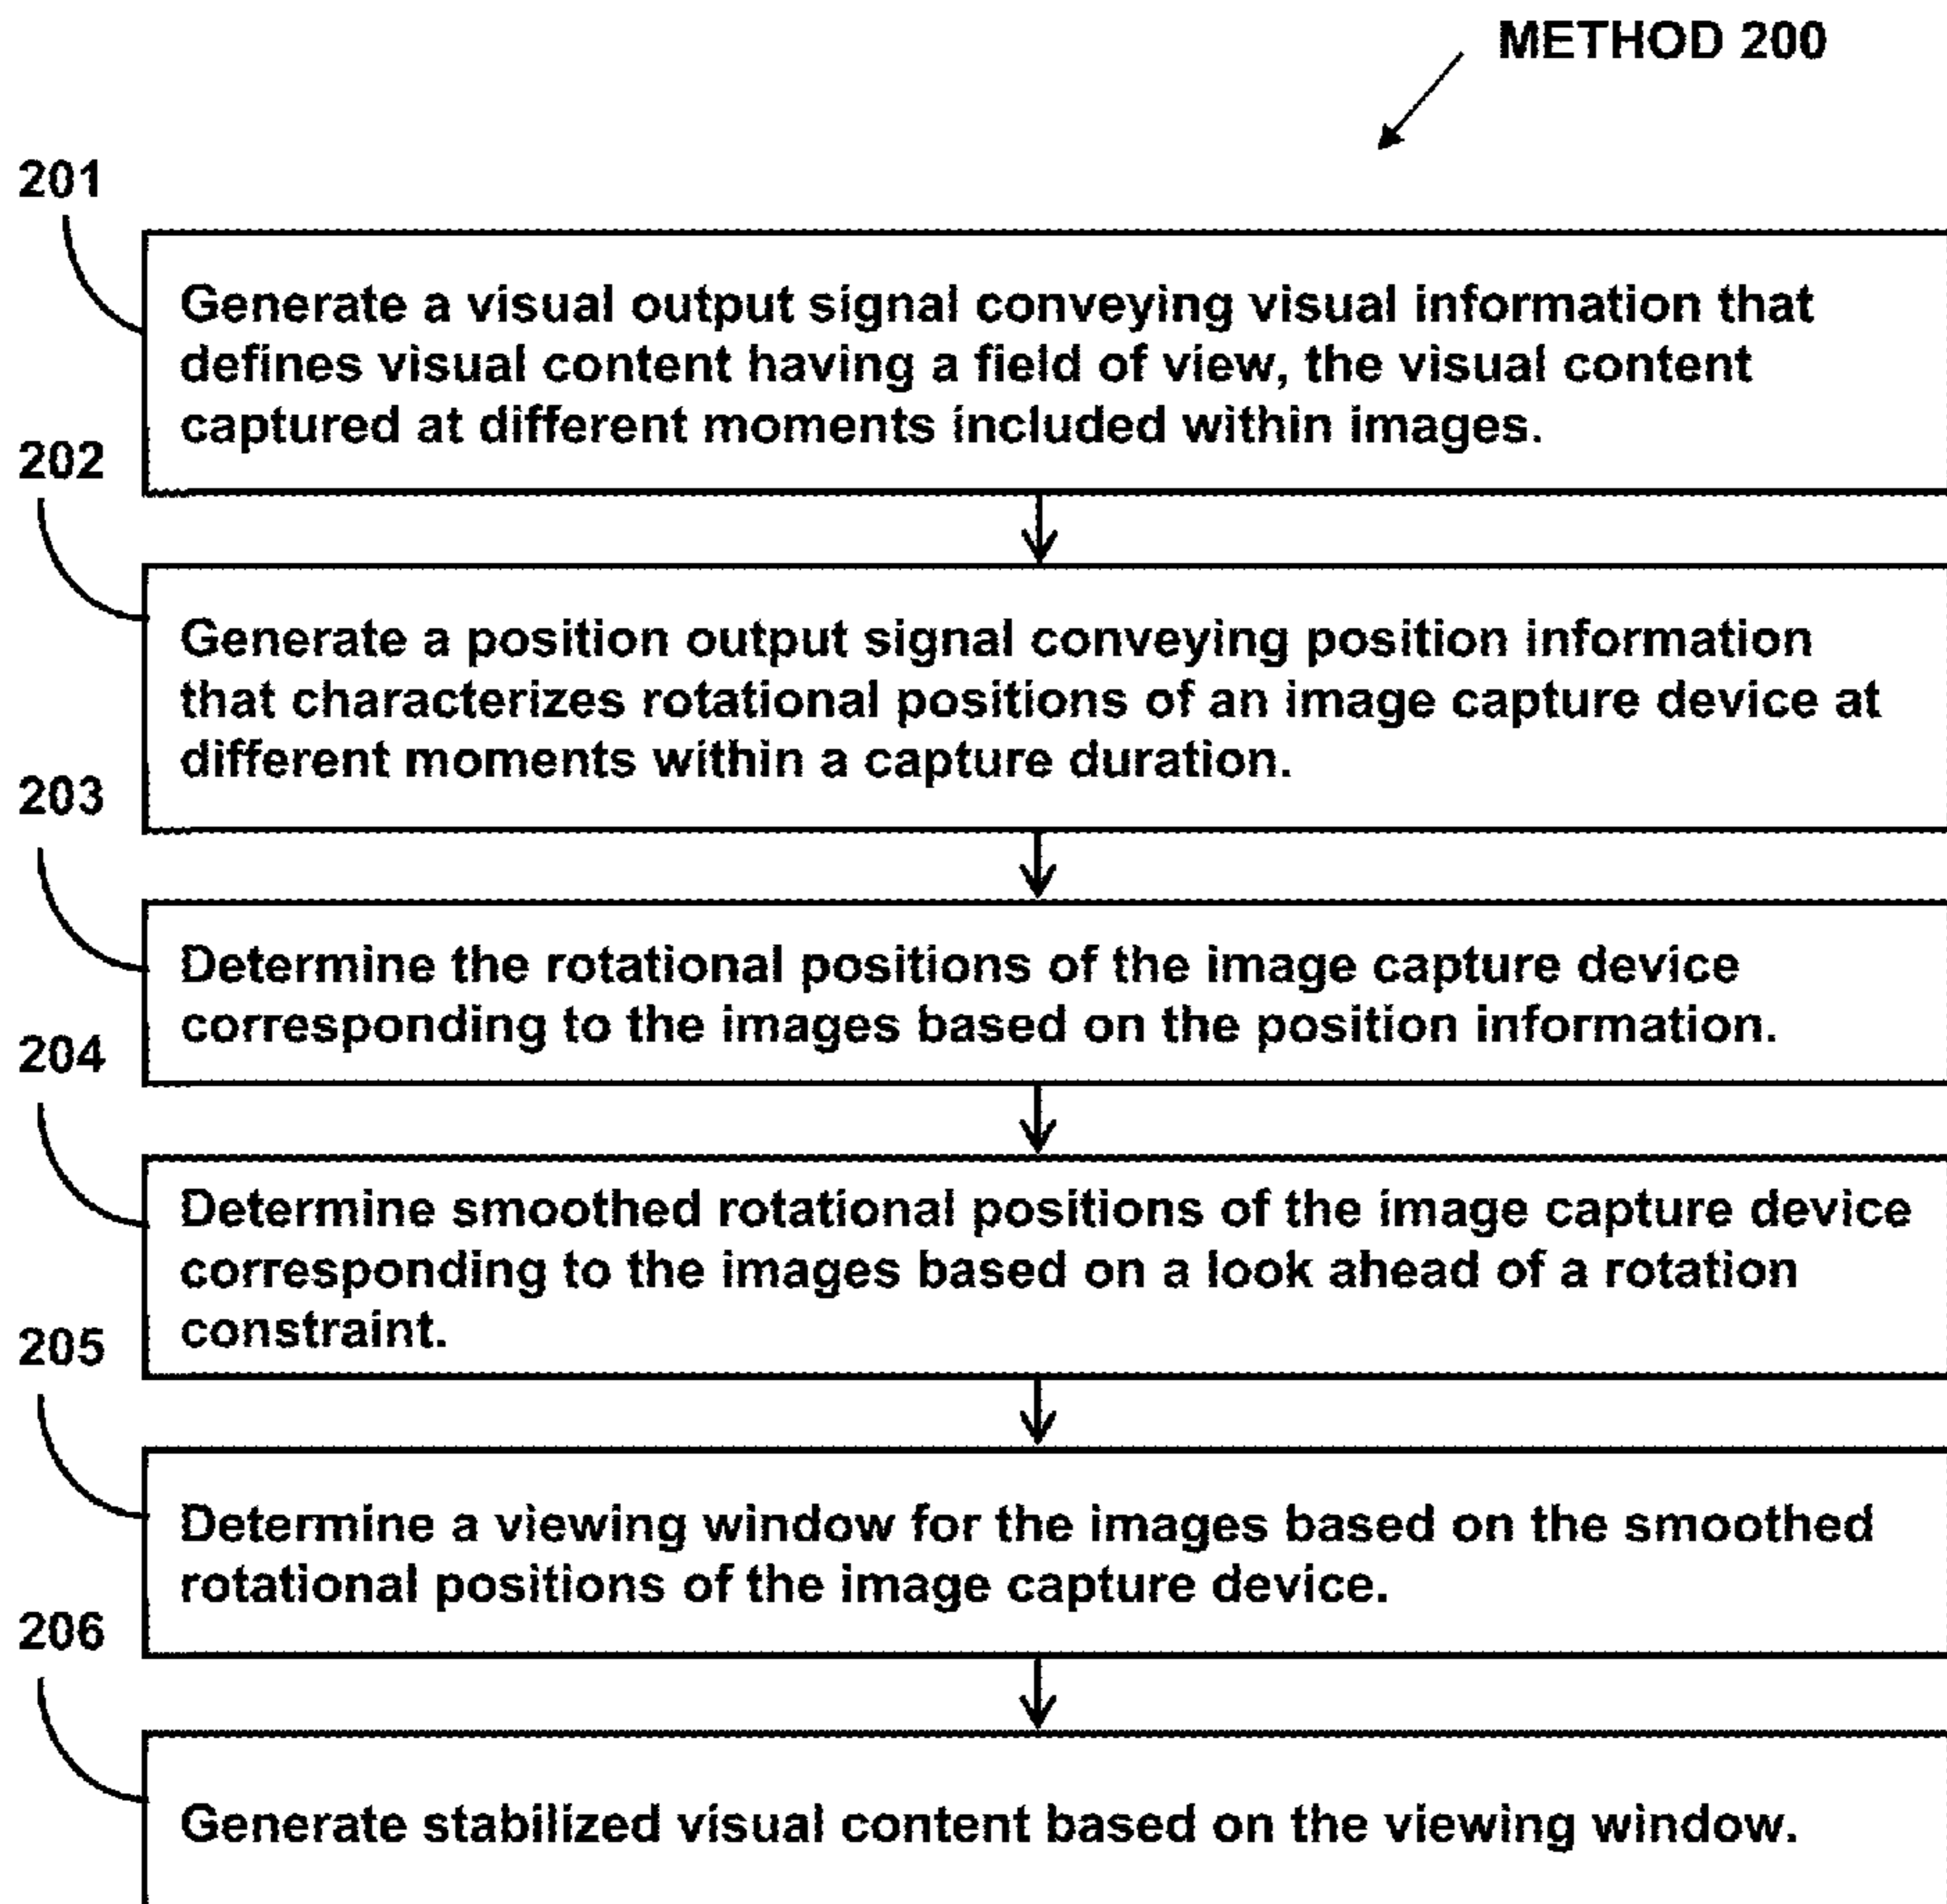 METHOD 200
201
Generate a visual output signal conveying visual information that
defines visual content having a field of view, the visual content
captured at different moments included within images.
202
Generate a position output signal conveying position information
that characterizes rotational positions of an image capture device at
different moments within a capture duration.
203
Determine the rotational positions of the image capture device
corresponding to the images based on the position information.
204
Determine smoothed rotational positions of the image capture device
corresponding to the images based on a look ahead of a rotation
constraint.
205
Determine a viewing window for the images based on the smoothed
rotational positions of the image capture device.
206
Generate stabilized visual content based on the viewing window.